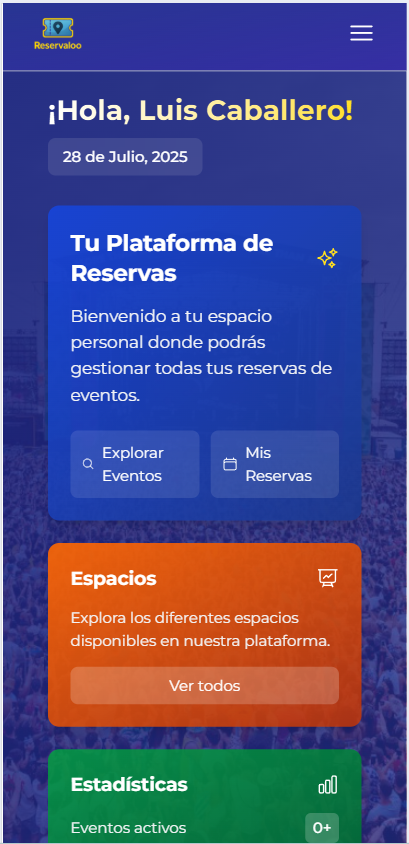 Reservaloo
¡Hola, Luis Caballero!
28 de Julio, 2025
Tu Plataforma de
Reservas
Bienvenido a tu espacio
personal donde podrás
gestionar todas tus reservas de
eventos.
Explorar
Eventos
Mis
Reservas
Espacios
Explora los diferentes espacios
disponibles en nuestra plataforma.
Ver todos
Estadísticas
Eventos activos
0+